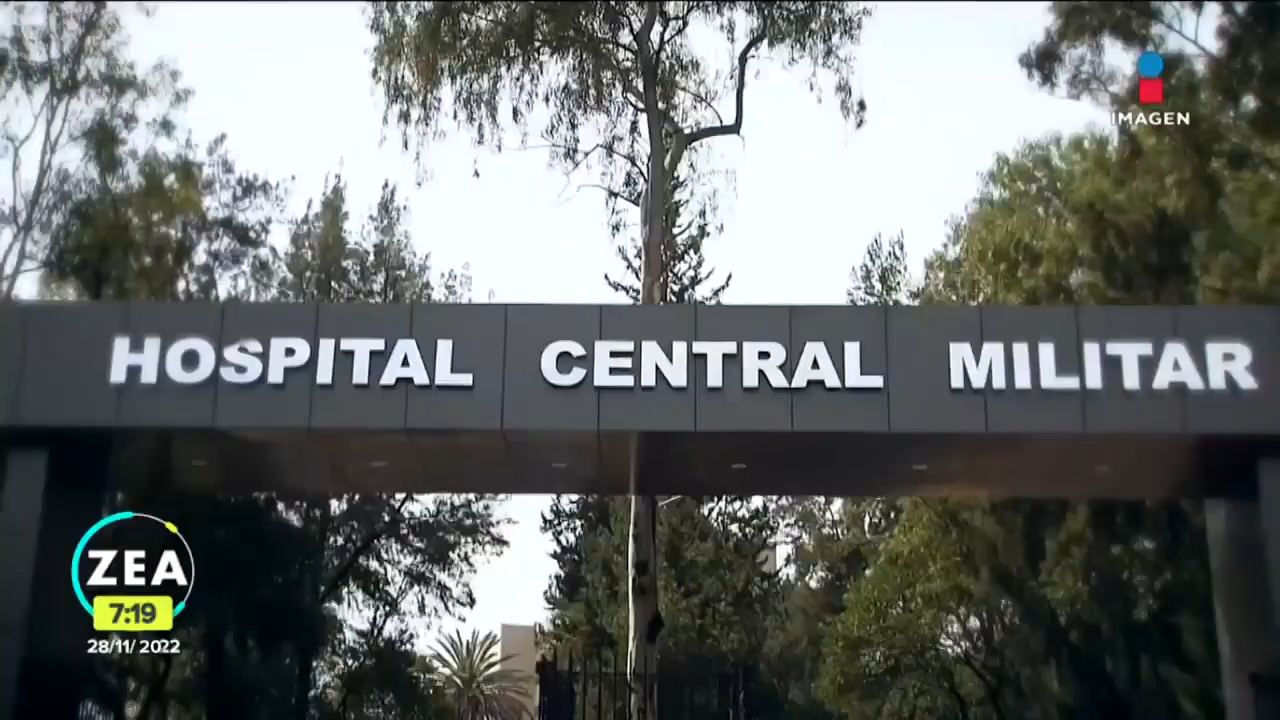 IMAGEN
HOSPITAL CENTRAL MILITAR
ZEA
7:19
28/11/2022